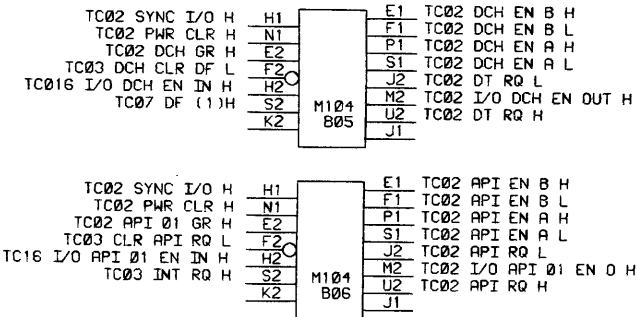 TC02 SYNC I/O H H1 E1 TC02 DCH EN B H
TC02 PWR CLR H N1 F1 TC02 DCH EN B L
TC02 DCH GR H E2 P1 TC02 DCH EN A H
TC03 DCH CLR DF L F2 S1 TC02 DCH EN A L
TC016 I/O DCH EN IN H H2 J2 TC02 DT RQ L
TC07 DF (1)H S2 M104 M2 TC02 I/O DCH EN OUT H
K2 B05 U2 TC02 DT RQ H
J1
TC02 SYNC I/O H H1 E1 TC02 API EN B H
TC02 PWR CLR H N1 F1 TC02 API EN B L
TC02 API 01 GR H E2 P1 TC02 API EN A H
TC03 CLR API RQ L F2 S1 TC02 API EN A L
TC16 I/O API 01 EN IN H H2 J2 TC02 API RQ L
TC03 INT RQ H S2 M104 M2 TC02 I/O API 01 EN O H
K2 B06 U2 TC02 API RQ H
J1